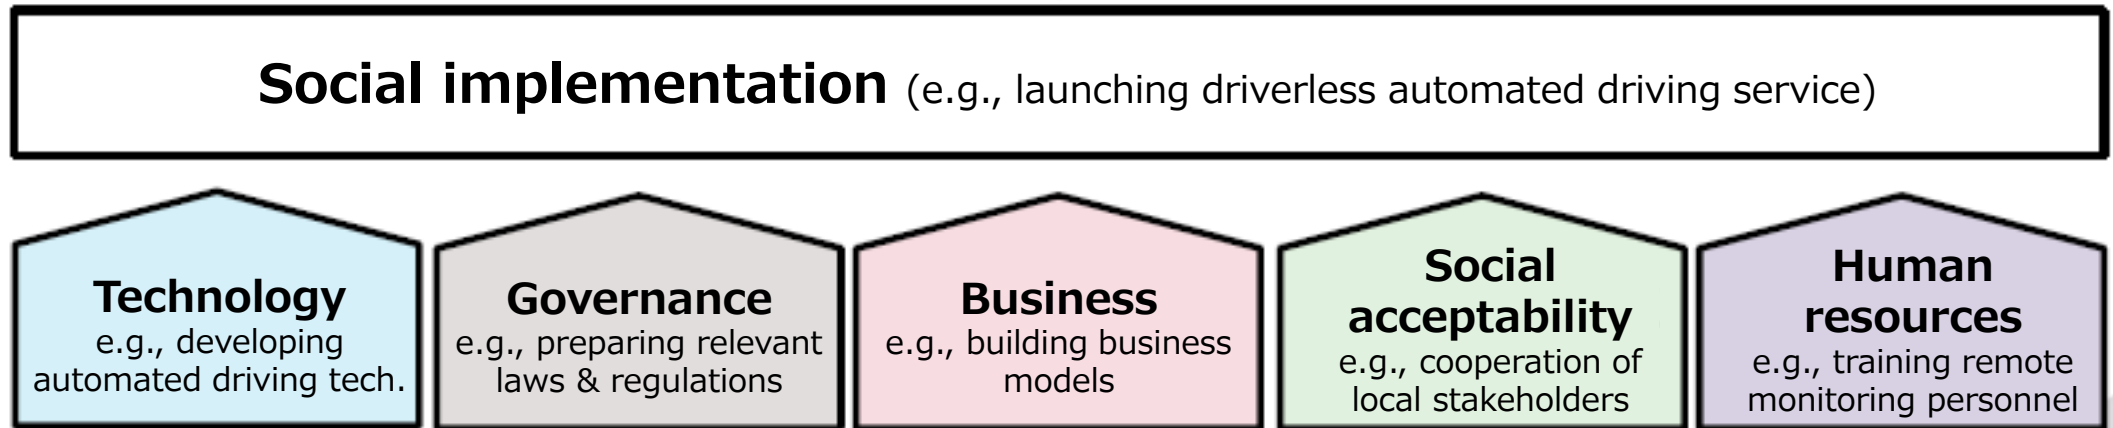 Social implementation (e.g., launching driverless automated driving service)
Technology
e.g., developing
automated driving tech.
Governance
e.g., preparing relevant
laws & regulations
Business
e.g., building business
models
Social
acceptability
e.g., cooperation of
local stakeholders
Human
resources
e.g., training remote
monitoring personnel